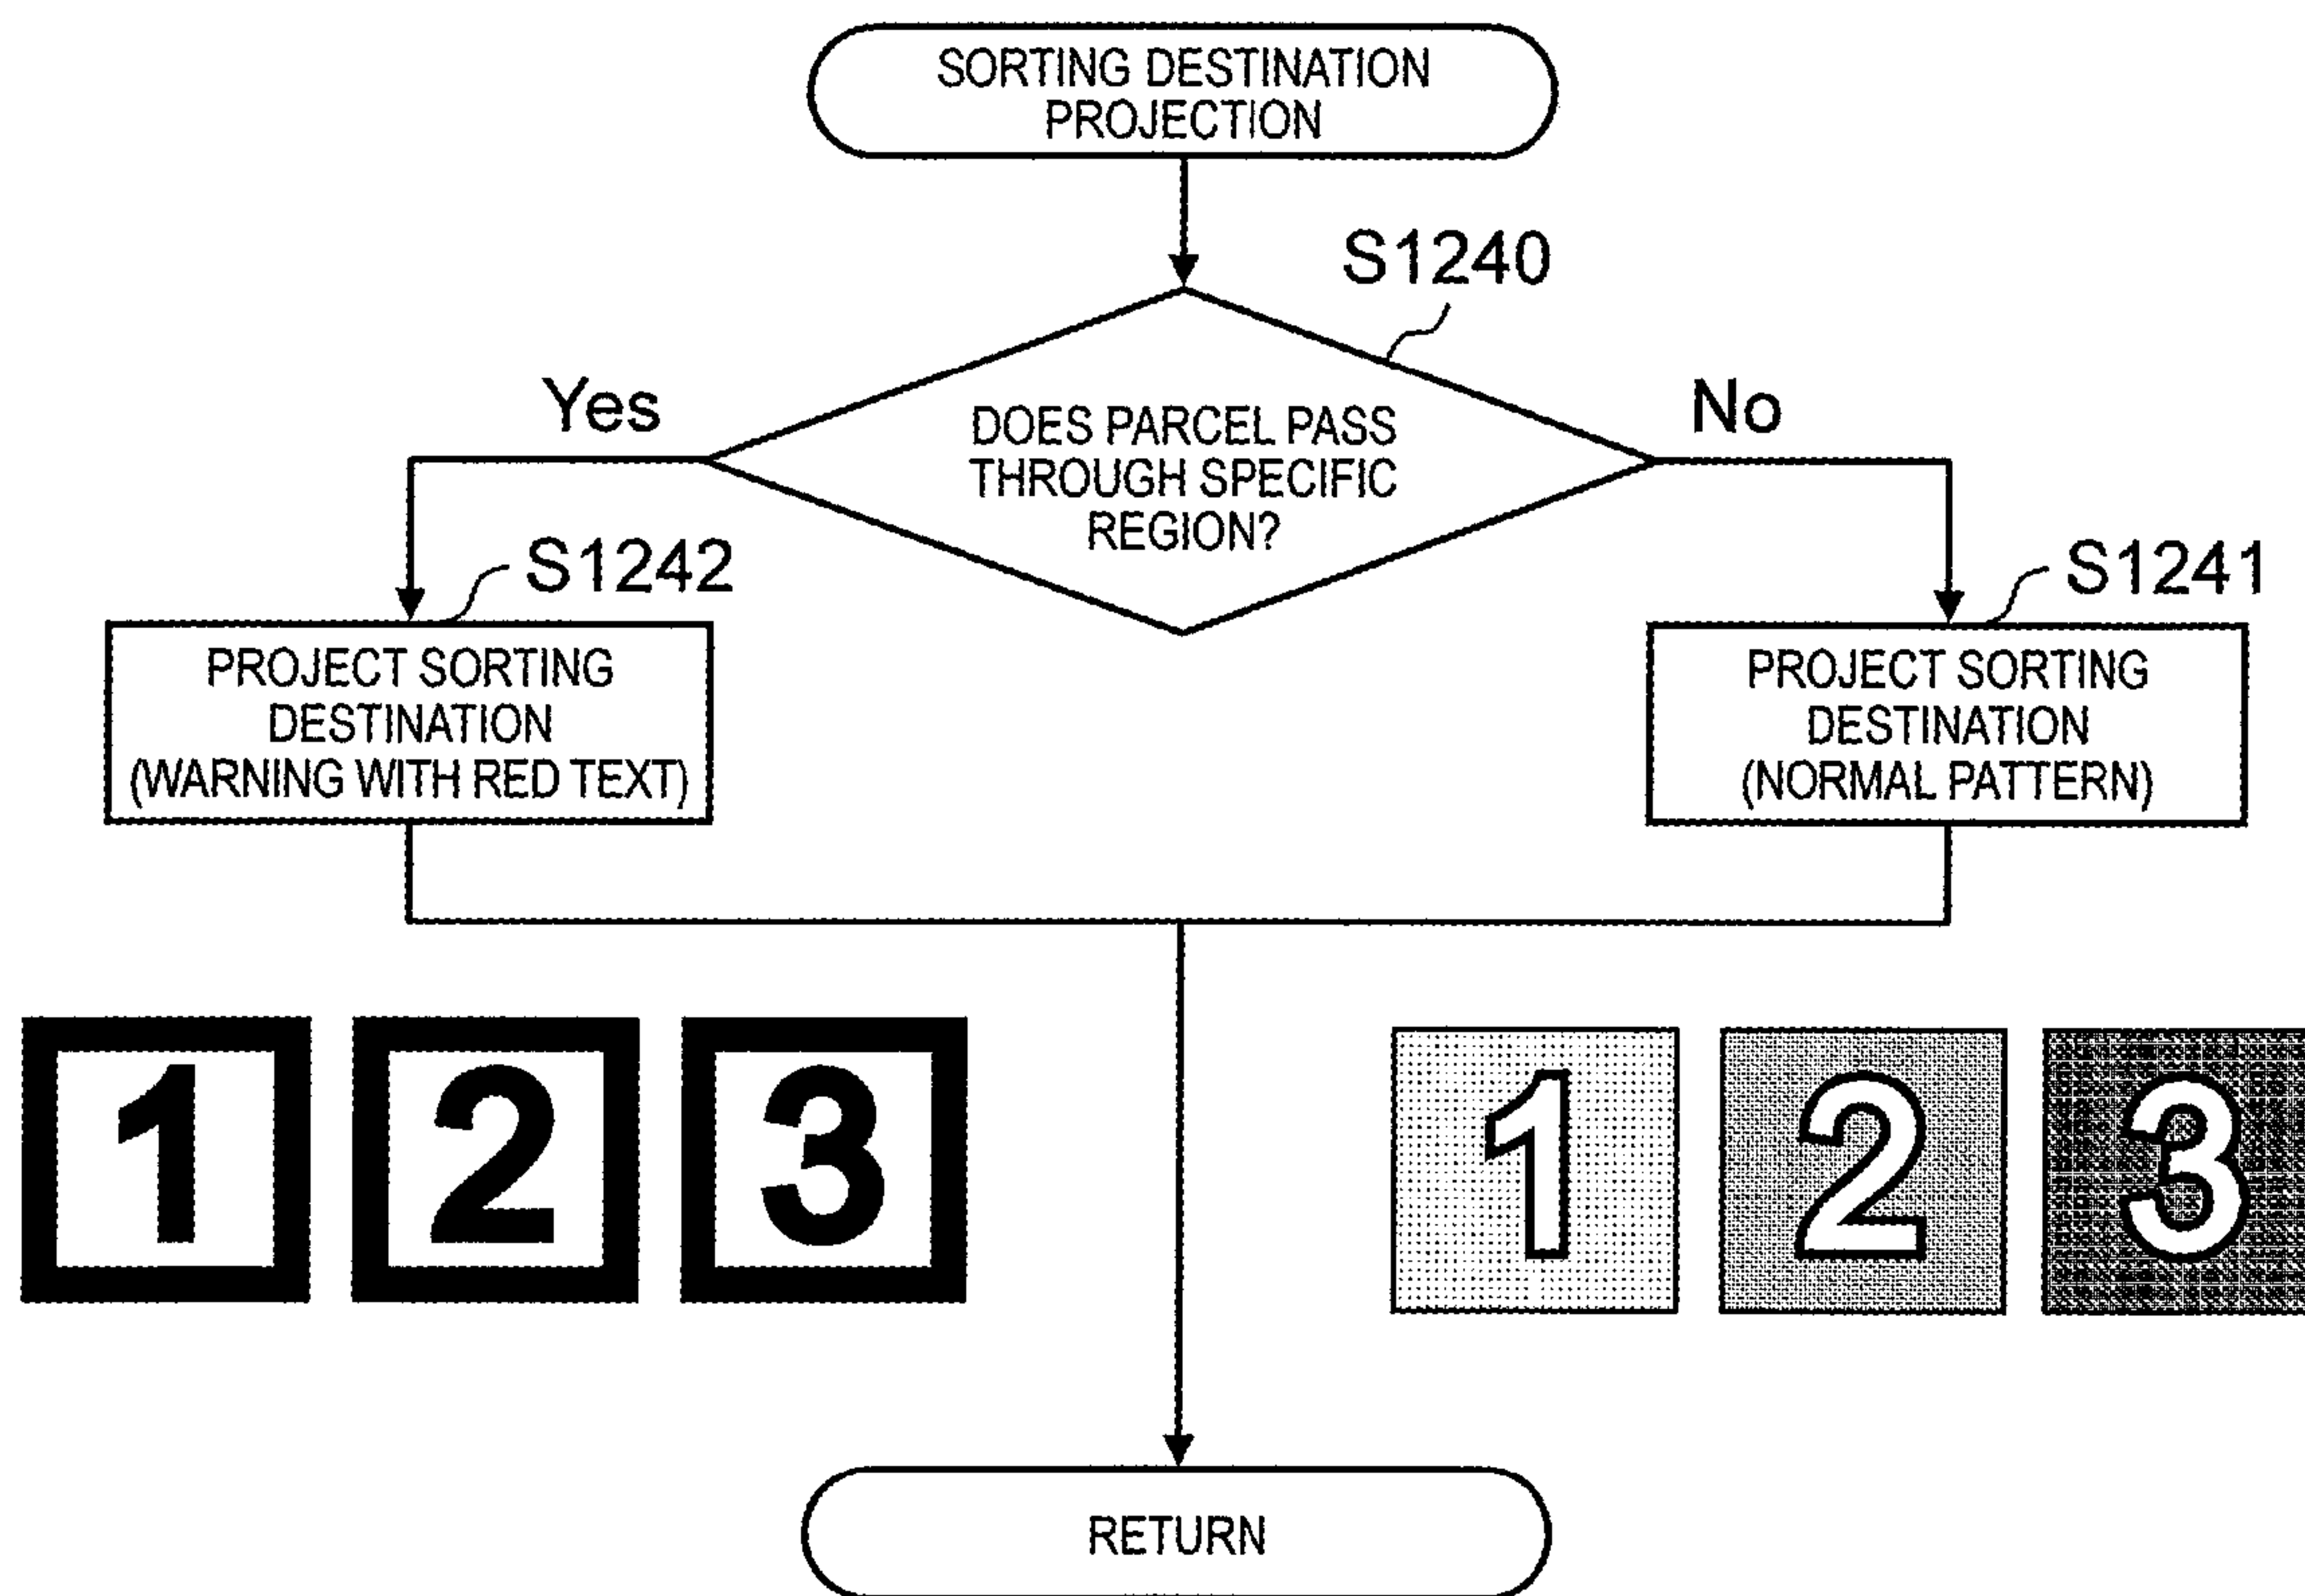 SORTING DESTINATION
PROJECTION
S1240
Yes
No
DOES PARCEL PASS
THROUGH SPECIFIC
REGION?
S1242
S1241
PROJECT SORTING
DESTINATION
(WARNING WITH RED TEXT)
PROJECT SORTING
DESTINATION
(NORMAL PATTERN)
1 2 3
1 2 3
RETURN